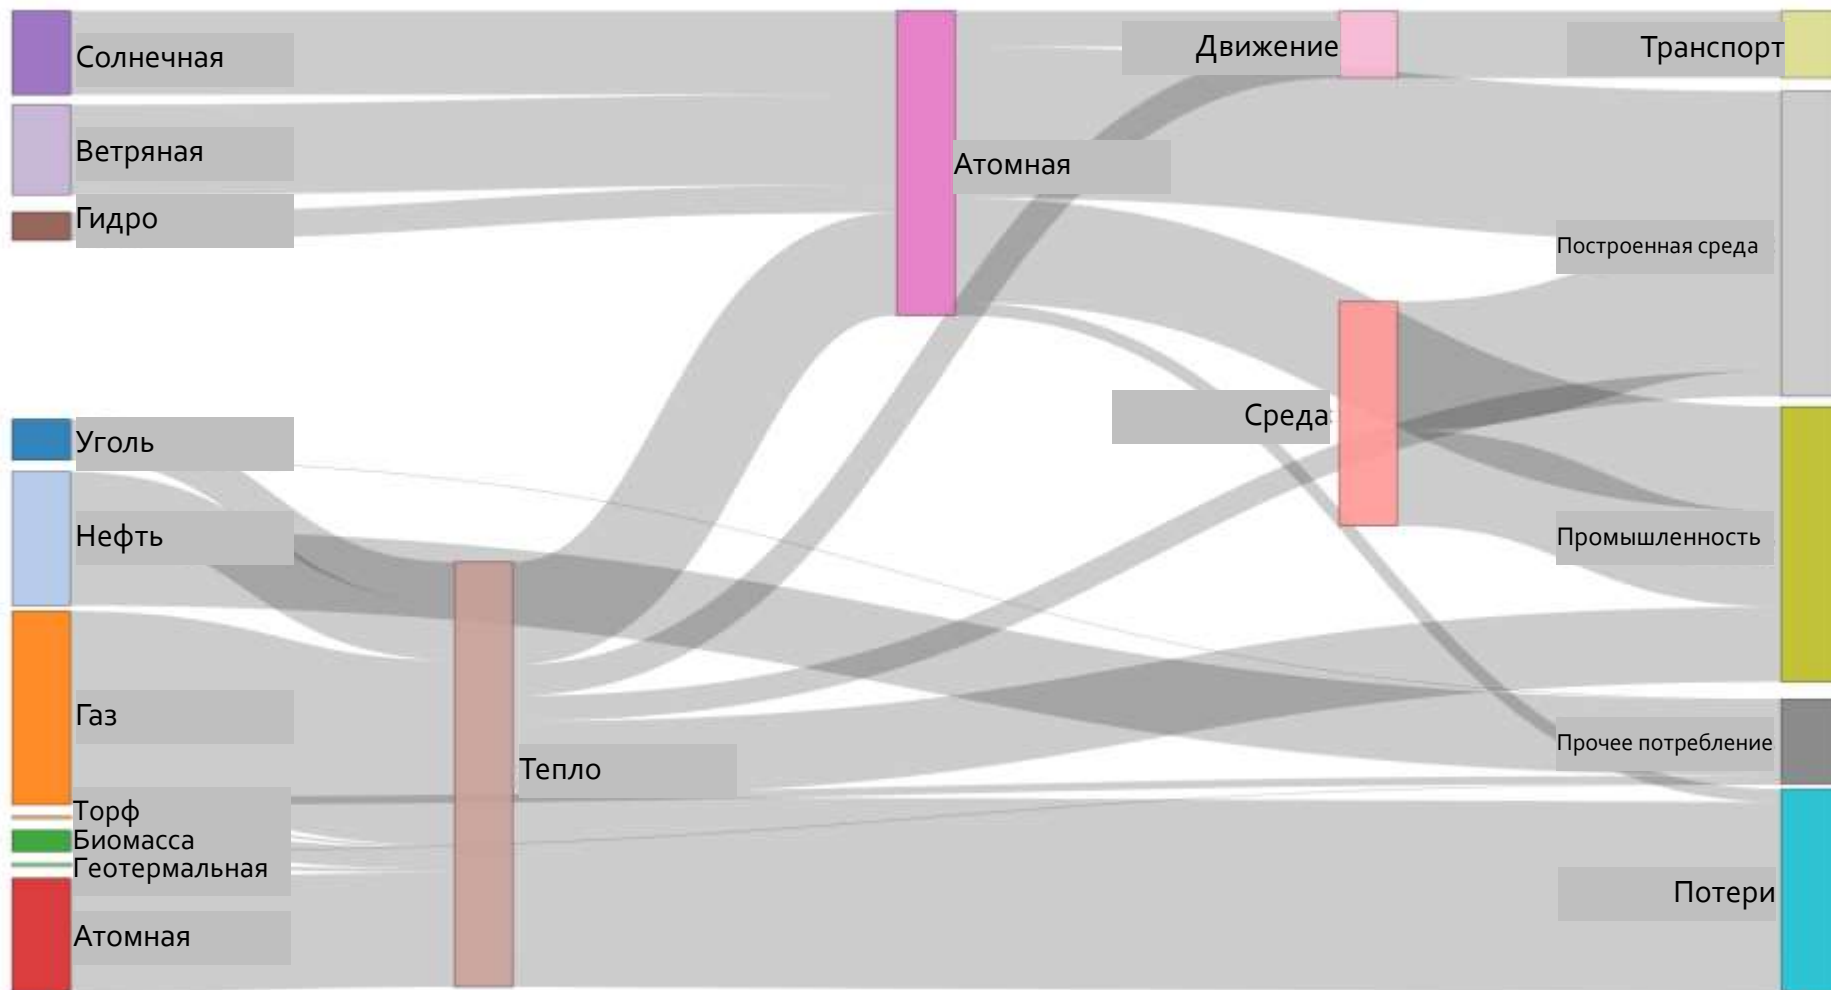 Солнечная
Ветряная
Гидро
Уголь
Нефть
Газ
Торф
Биомасса
Геотермальная
Атомная
Тепло
Атомная
Движение
Среда
Транспорт
Построенная среда
Промышленность
Прочее потребление
Потери